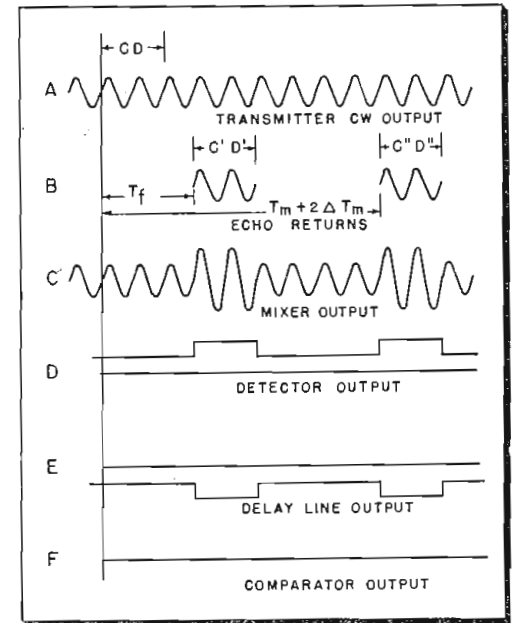 CD
A
TRANSMITTER CW OUTPUT
C' D' C" D"
B
Tf
Tm + 2 Δ Tm
ECHO RETURNS
C
MIXER OUTPUT
D
DETECTOR OUTPUT
E
DELAY LINE OUTPUT
F
COMPARATOR OUTPUT